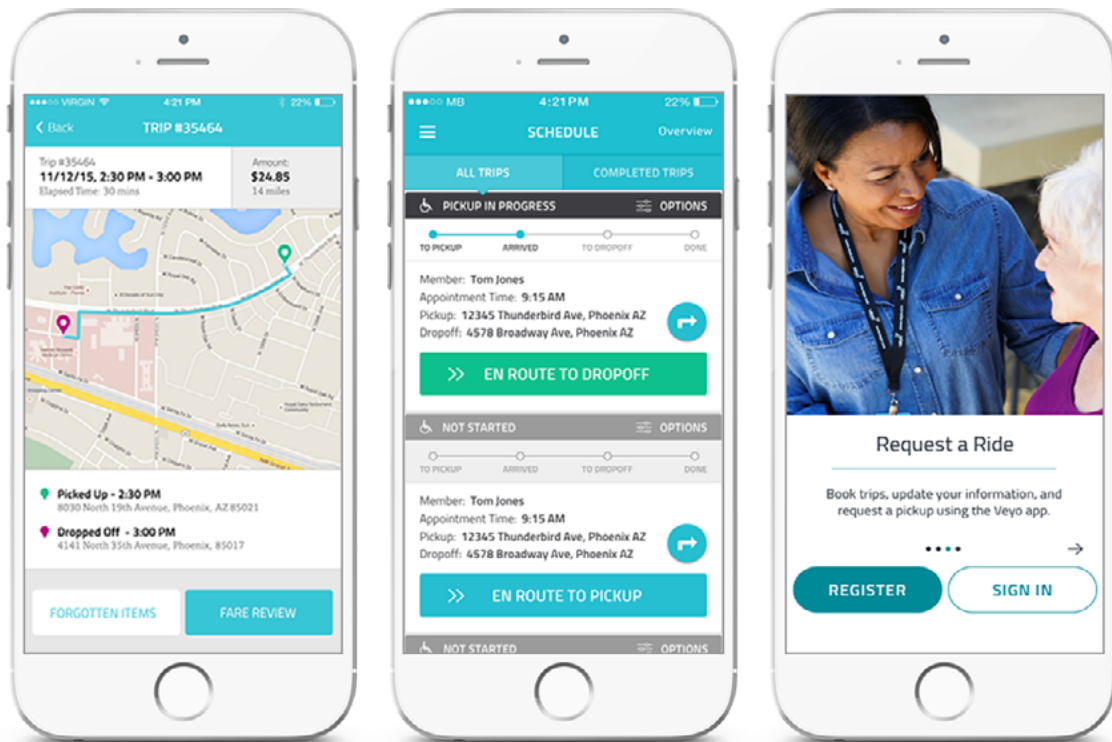 VIRGIN 4:21 PM 22%
Back TRIP #35464
Trip #35464
11/12/15, 2:30 PM - 3:00 PM
Elapsed Time: 30 mins
Amount:
$24.85
14 miles
Picked Up - 2:30 PM
8030 North 19th Avenue, Phoenix, AZ 85021
Dropped Off - 3:00 PM
4141 North 35th Avenue, Phoenix, 85017
FORGOTTEN ITEMS FARE REVIEW
MB 4:21PM 22%
SCHEDULE Overview
ALL TRIPS COMPLETED TRIPS
PICKUP IN PROGRESS OPTIONS
TO PICKUP ARRIVED TO DROPOFF DONE
Member: Tom Jones
Appointment Time: 9:15 AM
Pickup: 12345 Thunderbird Ave, Phoenix AZ
Dropoff: 4578 Broadway Ave, Phoenix AZ
EN ROUTE TO DROPOFF
NOT STARTED OPTIONS
TO PICKUP ARRIVED TO DROPOFF DONE
Member: Tom Jones
Appointment Time: 9:15 AM
Pickup: 12345 Thunderbird Ave, Phoenix AZ
Dropoff: 4578 Broadway Ave, Phoenix AZ
EN ROUTE TO PICKUP
NOT STARTED OPTIONS
Request a Ride
Book trips, update your information, and
request a pickup using the Veyo app.
REGISTER SIGN IN